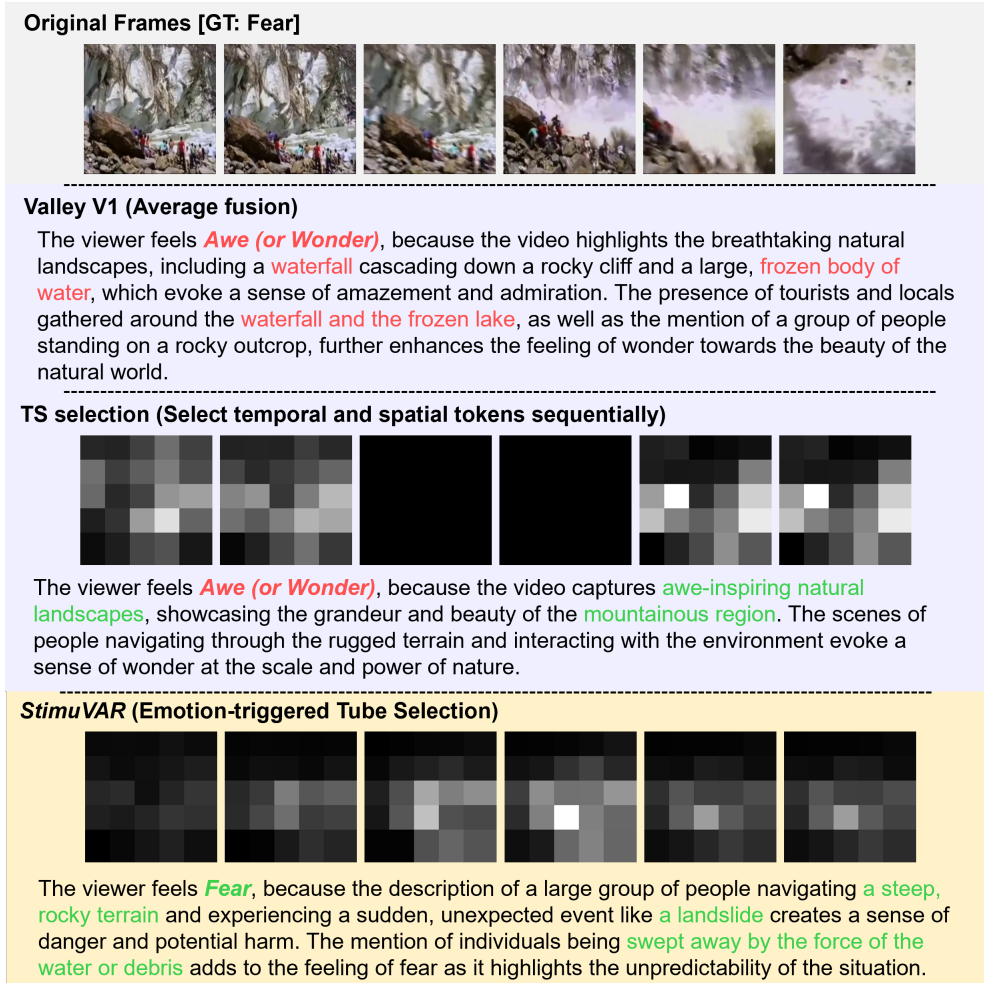 Original Frames [GT: Fear]
Valley V1 (Average fusion)
The viewer feels Awe (or Wonder), because the video highlights the breathtaking natural
landscapes, including a waterfall cascading down a rocky cliff and a large, frozen body of
water, which evoke a sense of amazement and admiration. The presence of tourists and locals
gathered around the waterfall and the frozen lake, as well as the mention of a group of people
standing on a rocky outcrop, further enhances the feeling of wonder towards the beauty of the
natural world.
TS selection (Select temporal and spatial tokens sequentially)
The viewer feels Awe (or Wonder), because the video captures awe-inspiring natural
landscapes, showcasing the grandeur and beauty of the mountainous region. The scenes of
people navigating through the rugged terrain and interacting with the environment evoke a
sense of wonder at the scale and power of nature.
StimuVAR (Emotion-triggered Tube Selection)
The viewer feels Fear, because the description of a large group of people navigating a steep,
rocky terrain and experiencing a sudden, unexpected event like a landslide creates a sense of
danger and potential harm. The mention of individuals being swept away by the force of the
water or debris adds to the feeling of fear as it highlights the unpredictability of the situation.